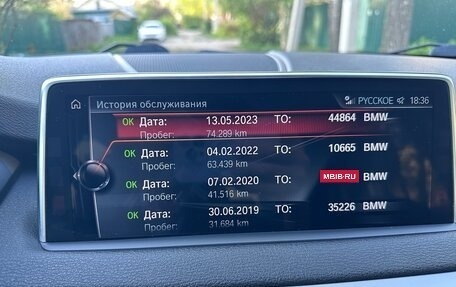 РУССКОЕ 18:36
История обслуживания
OK Дата: 13.05.2023 ТО: 44864 BMW
Пробег: 74.289 km
OK Дата: 04.02.2022 ТО: 10665 BMW
Пробег: 63.439 km
OK Дата: 07.02.2020 ТО: MBIB.RU BMW
Пробег: 41.516 km
OK Дата: 30.06.2019 ТО: 35226 BMW
Пробег: 31.684 km